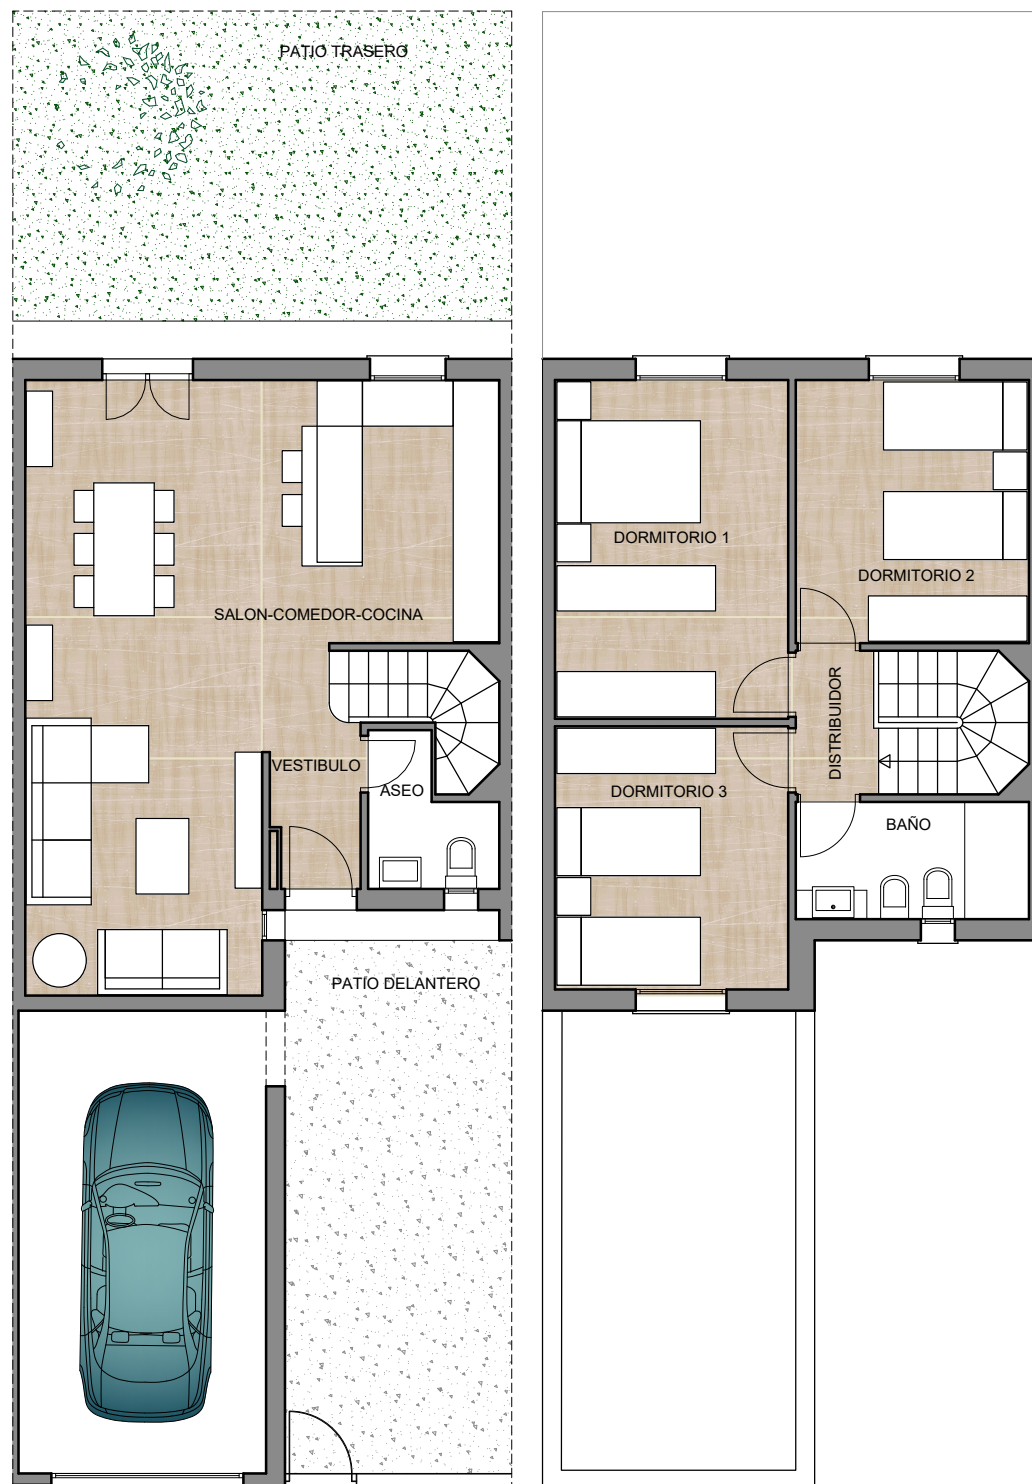 PATIO TRASERO
SALON-COMEDOR-COCINA
VESTIBULO
ASEO
PATIO DELANTERO
DORMITORIO 1
DORMITORIO 2
DISTRIBUIDOR
DORMITORIO 3
BAÑO